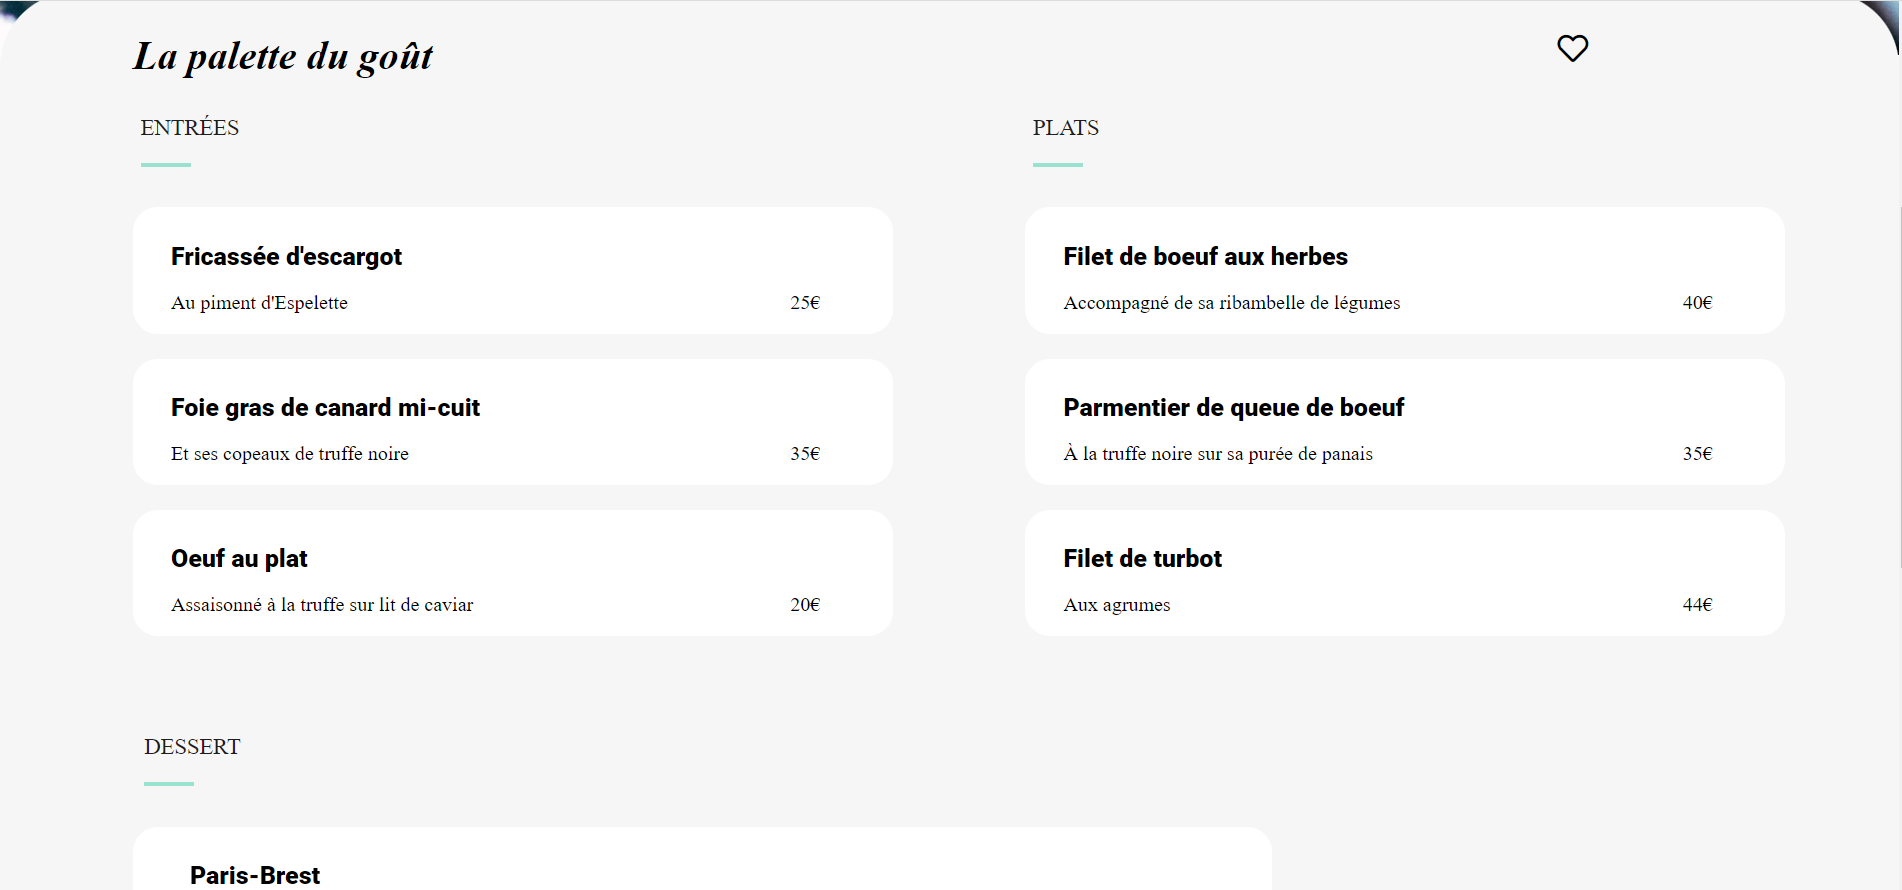 La palette du goût
ENTRÉES
Fricassée d'escargot
Au piment d'Espelette 25€
Foie gras de canard mi-cuit
Et ses copeaux de truffe noire 35€
Oeuf au plat
Assaisonné à la truffe sur lit de caviar 20€
PLATS
Filet de boeuf aux herbes
Accompagné de sa ribambelle de légumes 40€
Parmentier de queue de boeuf
À la truffe noire sur sa purée de panais 35€
Filet de turbot
Aux agrumes 44€
DESSERT
Paris-Brest